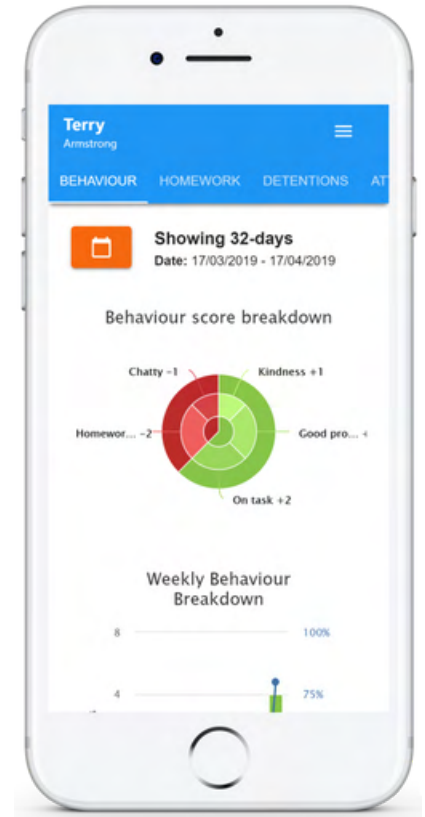 Terry
Armstrong
BEHAVIOUR HOMEWORK DETENTIONS AT
Showing 32-days
Date: 17/03/2019 - 17/04/2019
Behaviour score breakdown
Chatty -1 Kindness +1
Homewor... -2 Good pro...
On task +2
Weekly Behaviour
Breakdown
8 100%
4 75%